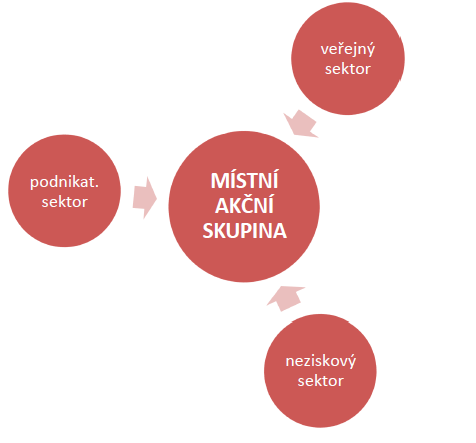 veřejný
sektor
podnikat.
sektor
MÍSTNÍ
AKČNÍ
SKUPINA
neziskový
sektor